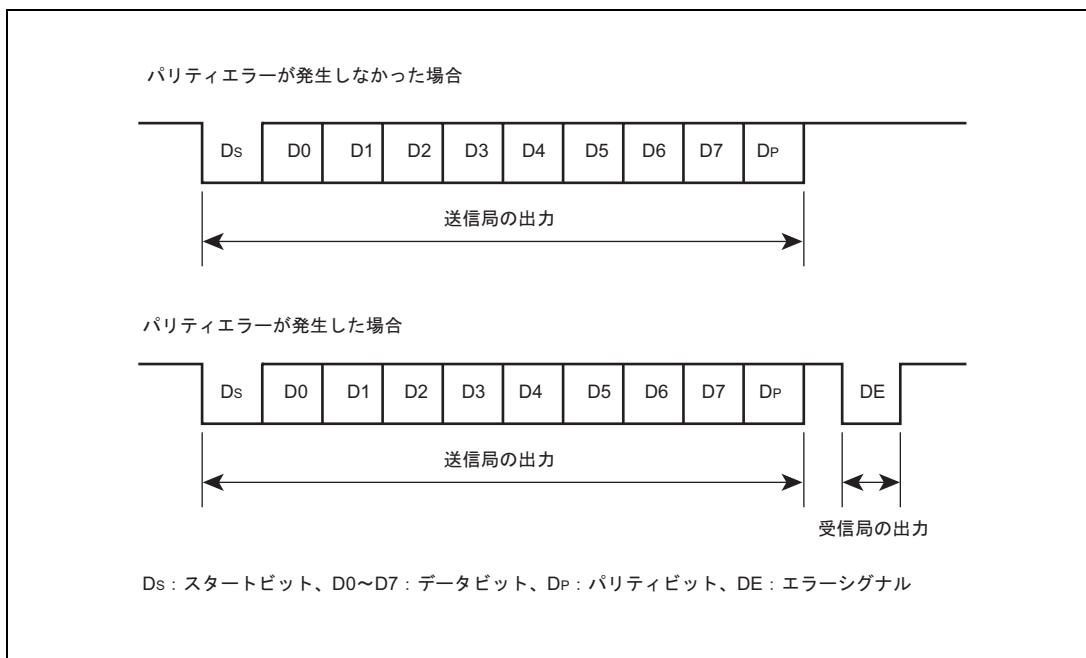 パリティエラーが発生しなかった場合
Ds D0 D1 D2 D3 D4 D5 D6 D7 DP
送信局の出力
パリティエラーが発生した場合
Ds D0 D1 D2 D3 D4 D5 D6 D7 DP DE
送信局の出力
受信局の出力
Ds：スタートビット、D0～D7：データビット、DP：パリティビット、DE：エラーシグナル